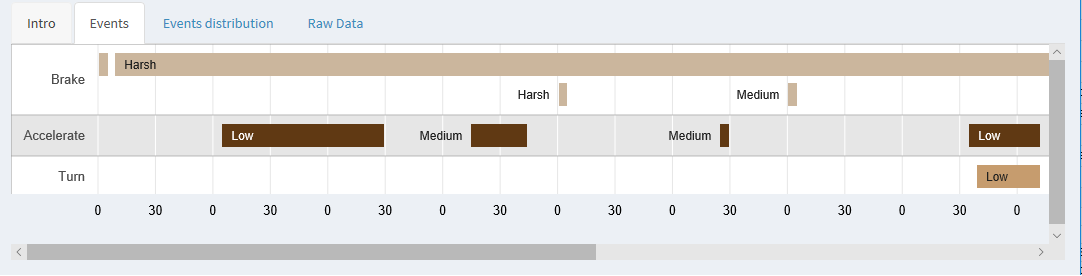 Intro Events Events distribution Raw Data
Brake Harsh
Harsh Medium
Accelerate Low Medium Medium Low
Turn Low
0 30 0 30 0 30 0 30 0 30 0 30 0 30 0 30 0